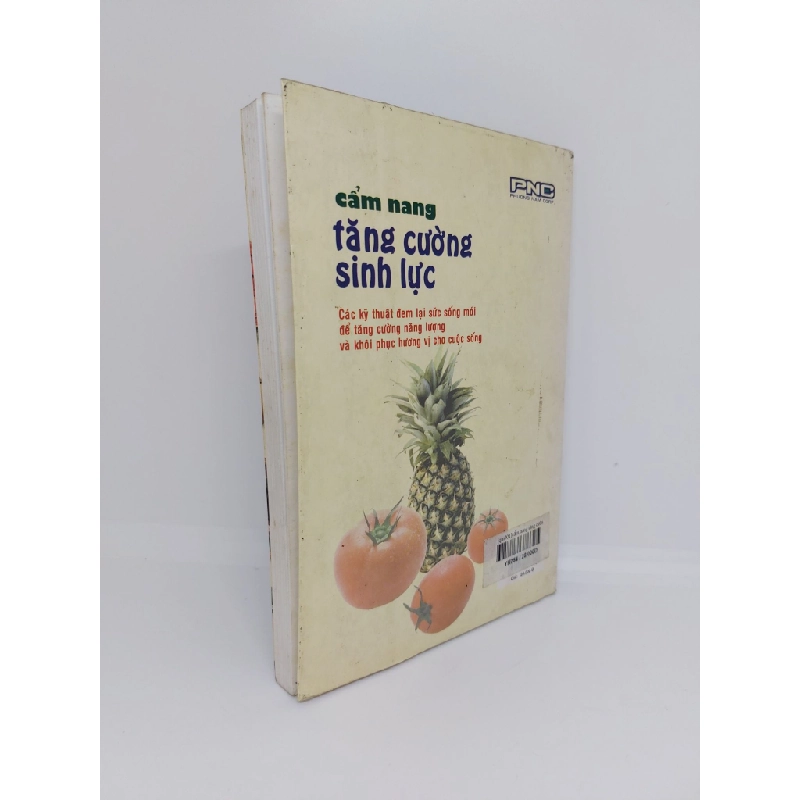 PNC
cẩm nang
tăng cường
sinh lực
Các kỹ thuật đem lại sức sống mới
để tăng cường năng lượng
và khôi phục hương vị cho cuộc sống